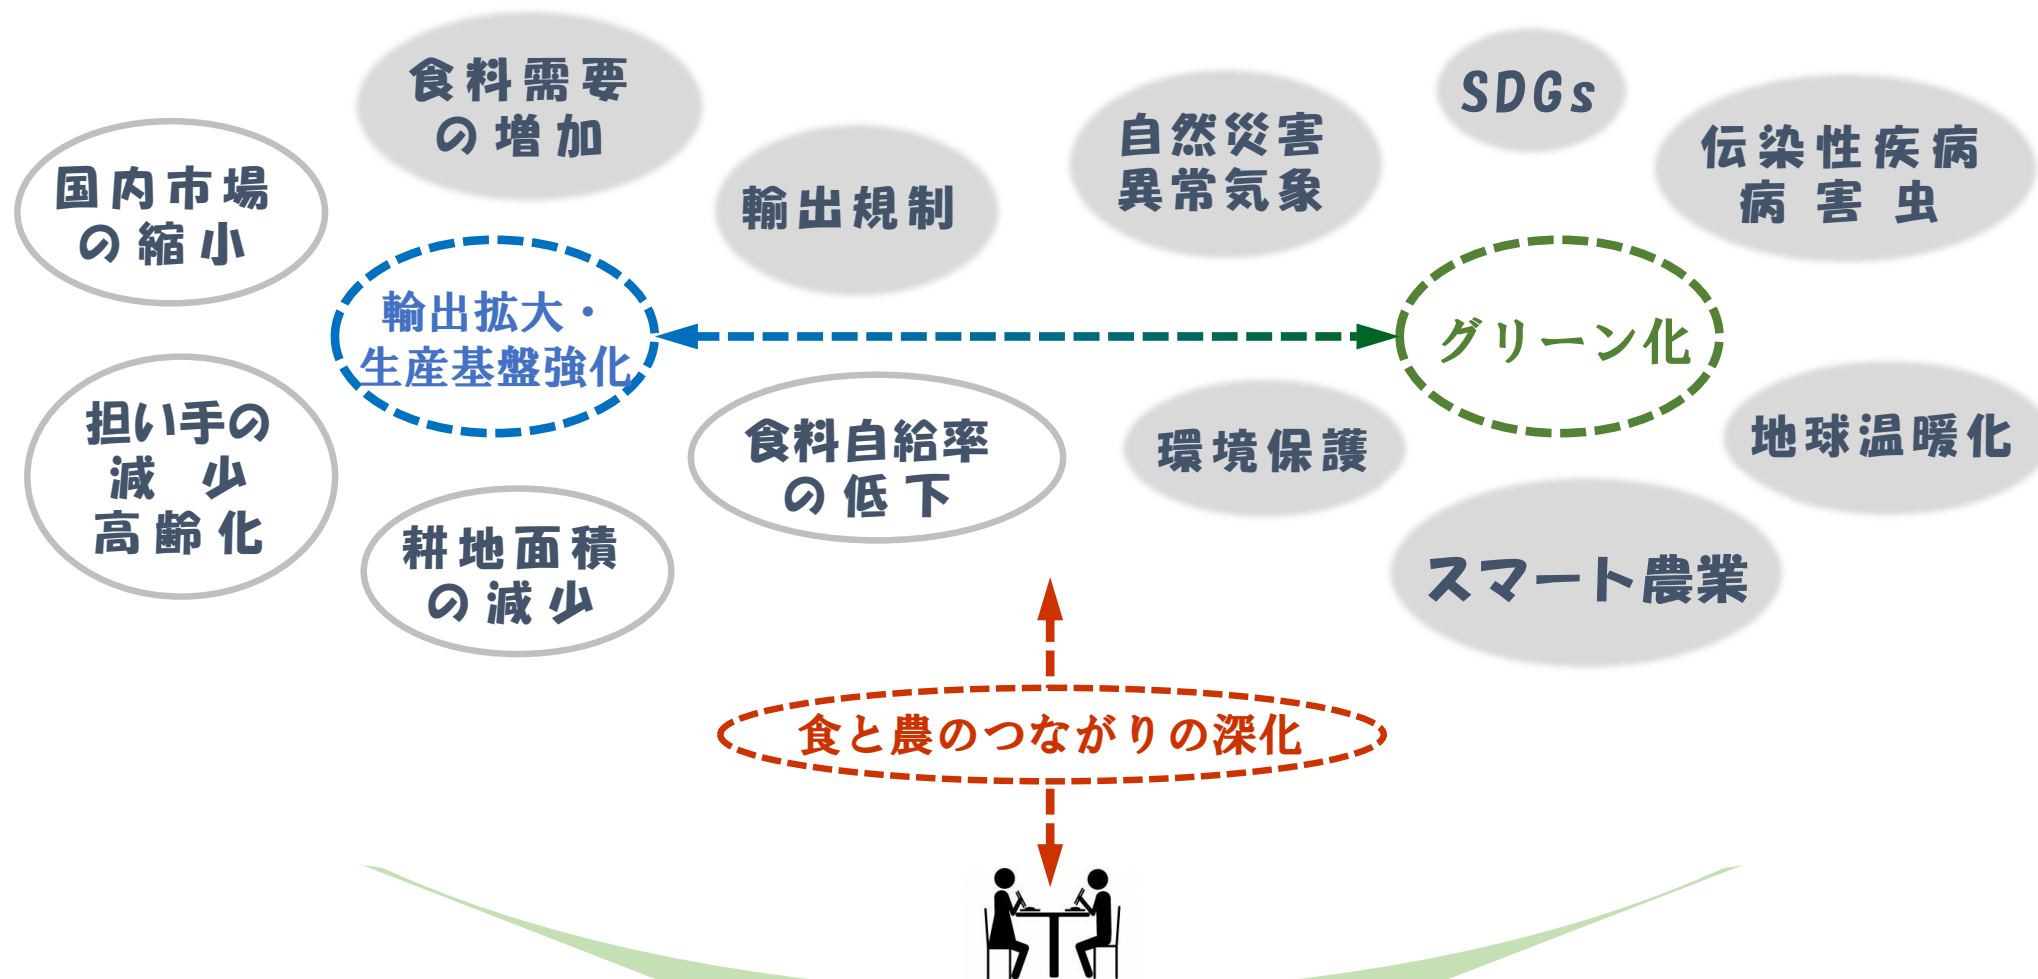 食料需要
の増加
SDGs
自然災害
異常気象
伝染性疾病
病害虫
国内市場
の縮小
輸出規制
輸出拡大・
生産基盤強化
グリーン化
担い手の
減少
高齢化
食料自給率
の低下
環境保護
地球温暖化
耕地面積
の減少
スマート農業
食と農のつながりの深化